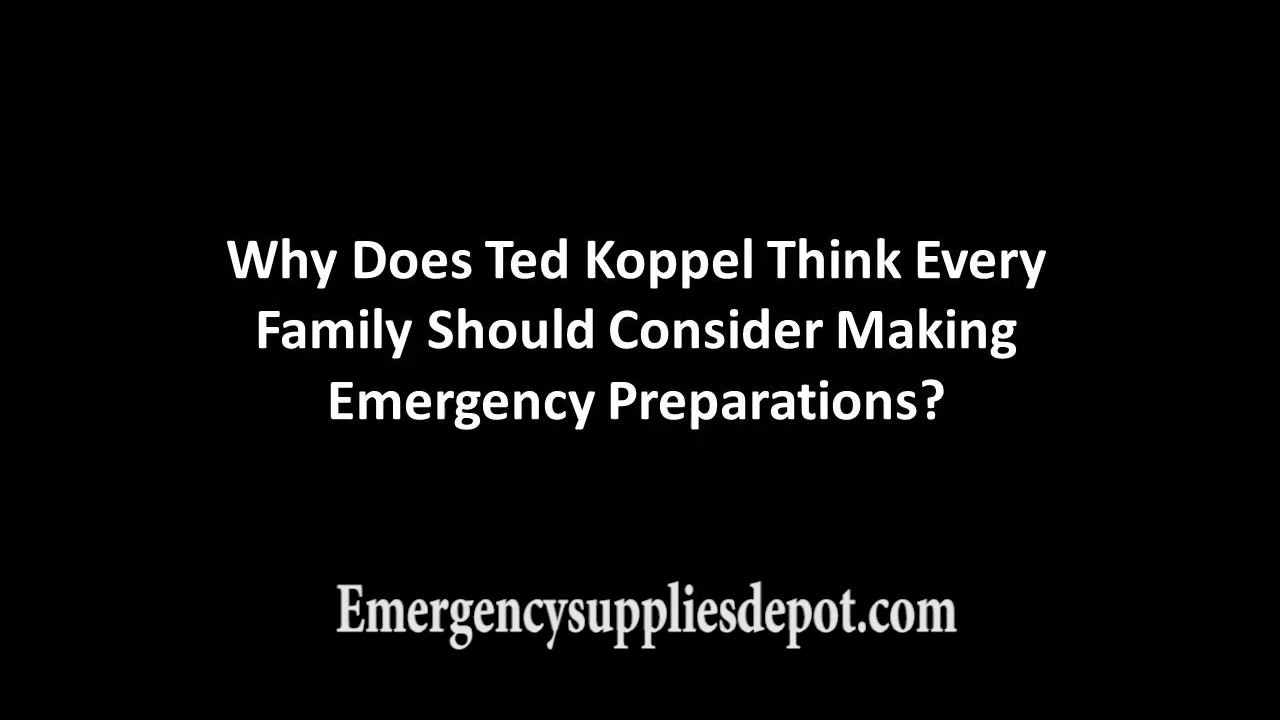 Why Does Ted Koppel Think Every
Family Should Consider Making
Emergency Preparations?
Emergencysuppliesdepot.com